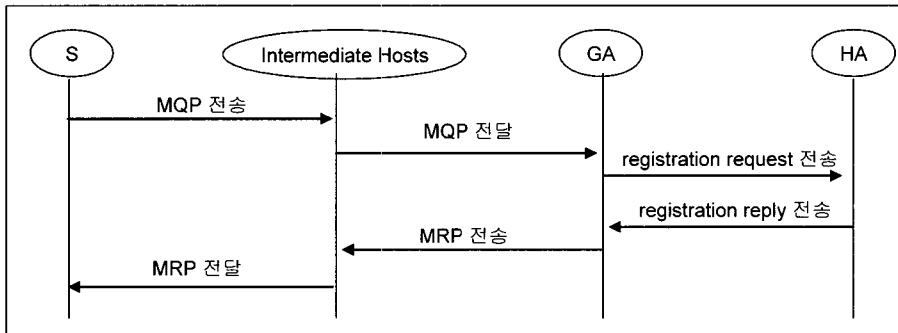 S
Intermediate Hosts
GA
HA
MQP 전송
MQP 전달
registration request 전송
registration reply 전송
MRP 전송
MRP 전달